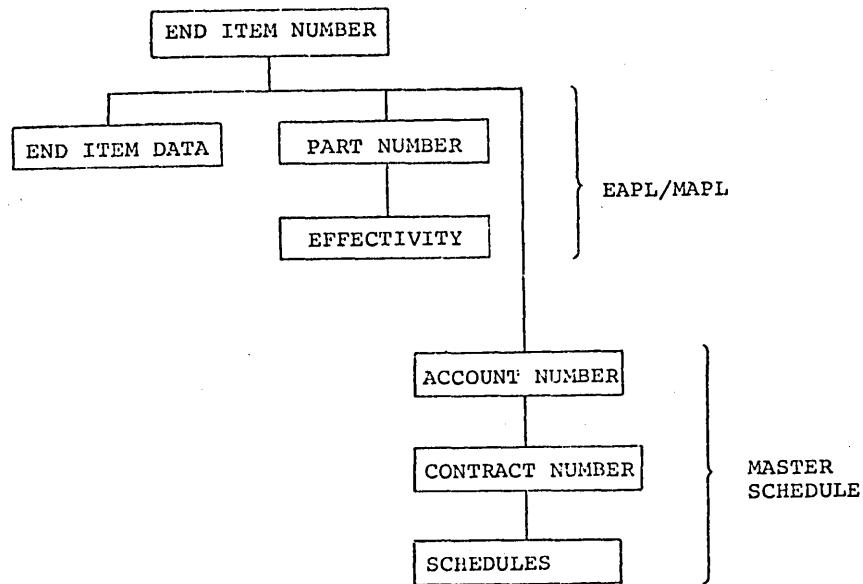 END ITEM NUMBER
END ITEM DATA
PART NUMBER
EFFECTIVITY
EAPL/MAPL
ACCOUNT NUMBER
CONTRACT NUMBER
SCHEDULES
MASTER
SCHEDULE